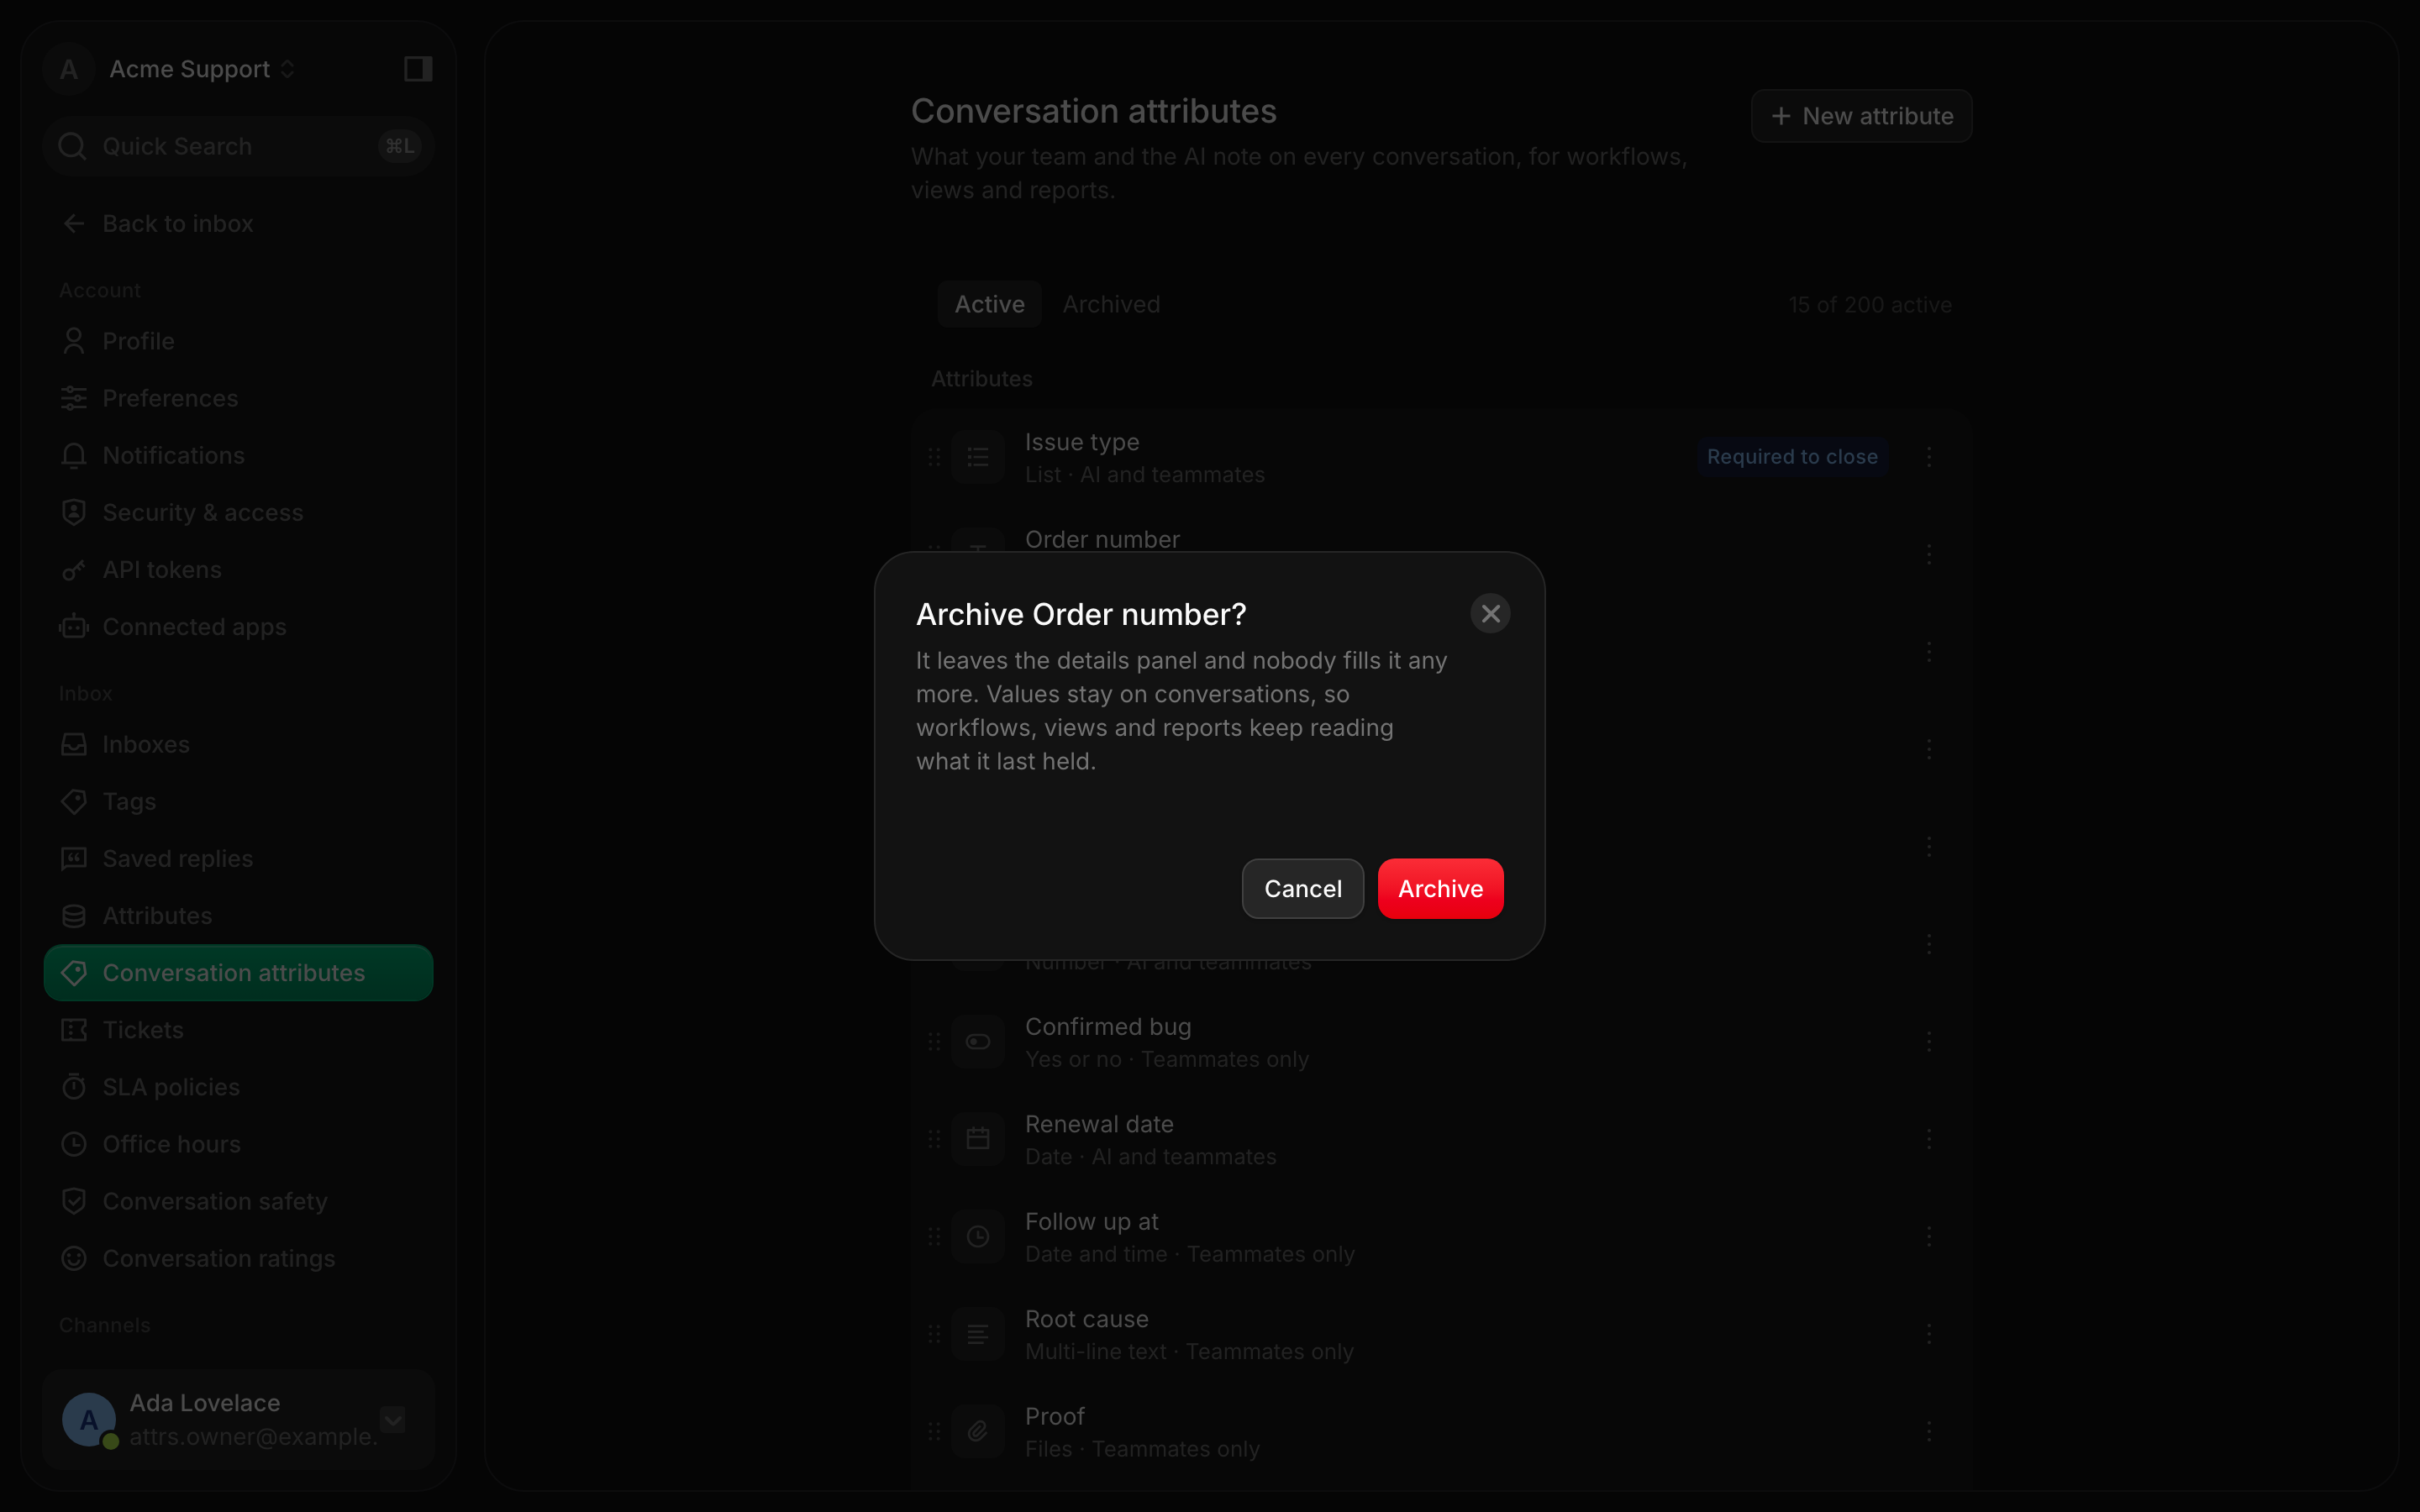 A
Acme Support
Quick Search
⌘L
Back to inbox
Account
Profile
Preferences
Notifications
Security & access
API tokens
Connected apps
Inbox
Inboxes
Tags
Saved replies
Attributes
Conversation attributes
Tickets
SLA policies
Office hours
Conversation safety
Conversation ratings
Channels
A
Ada Lovelace
attrs.owner@example.
Conversation attributes
New attribute
What your team and the AI note on every conversation, for workflows,
views and reports.
Active
Archived
15 of 200 active
Attributes
Issue type
List · AI and teammates
Required to close
Order number
Archive Order number?
It leaves the details panel and nobody fills it any
more. Values stay on conversations, so
workflows, views and reports keep reading
what it last held.
Cancel
Archive
Number · AI and teammates
Confirmed bug
Yes or no · Teammates only
Renewal date
Date · AI and teammates
Follow up at
Date and time · Teammates only
Root cause
Multi-line text · Teammates only
Proof
Files · Teammates only